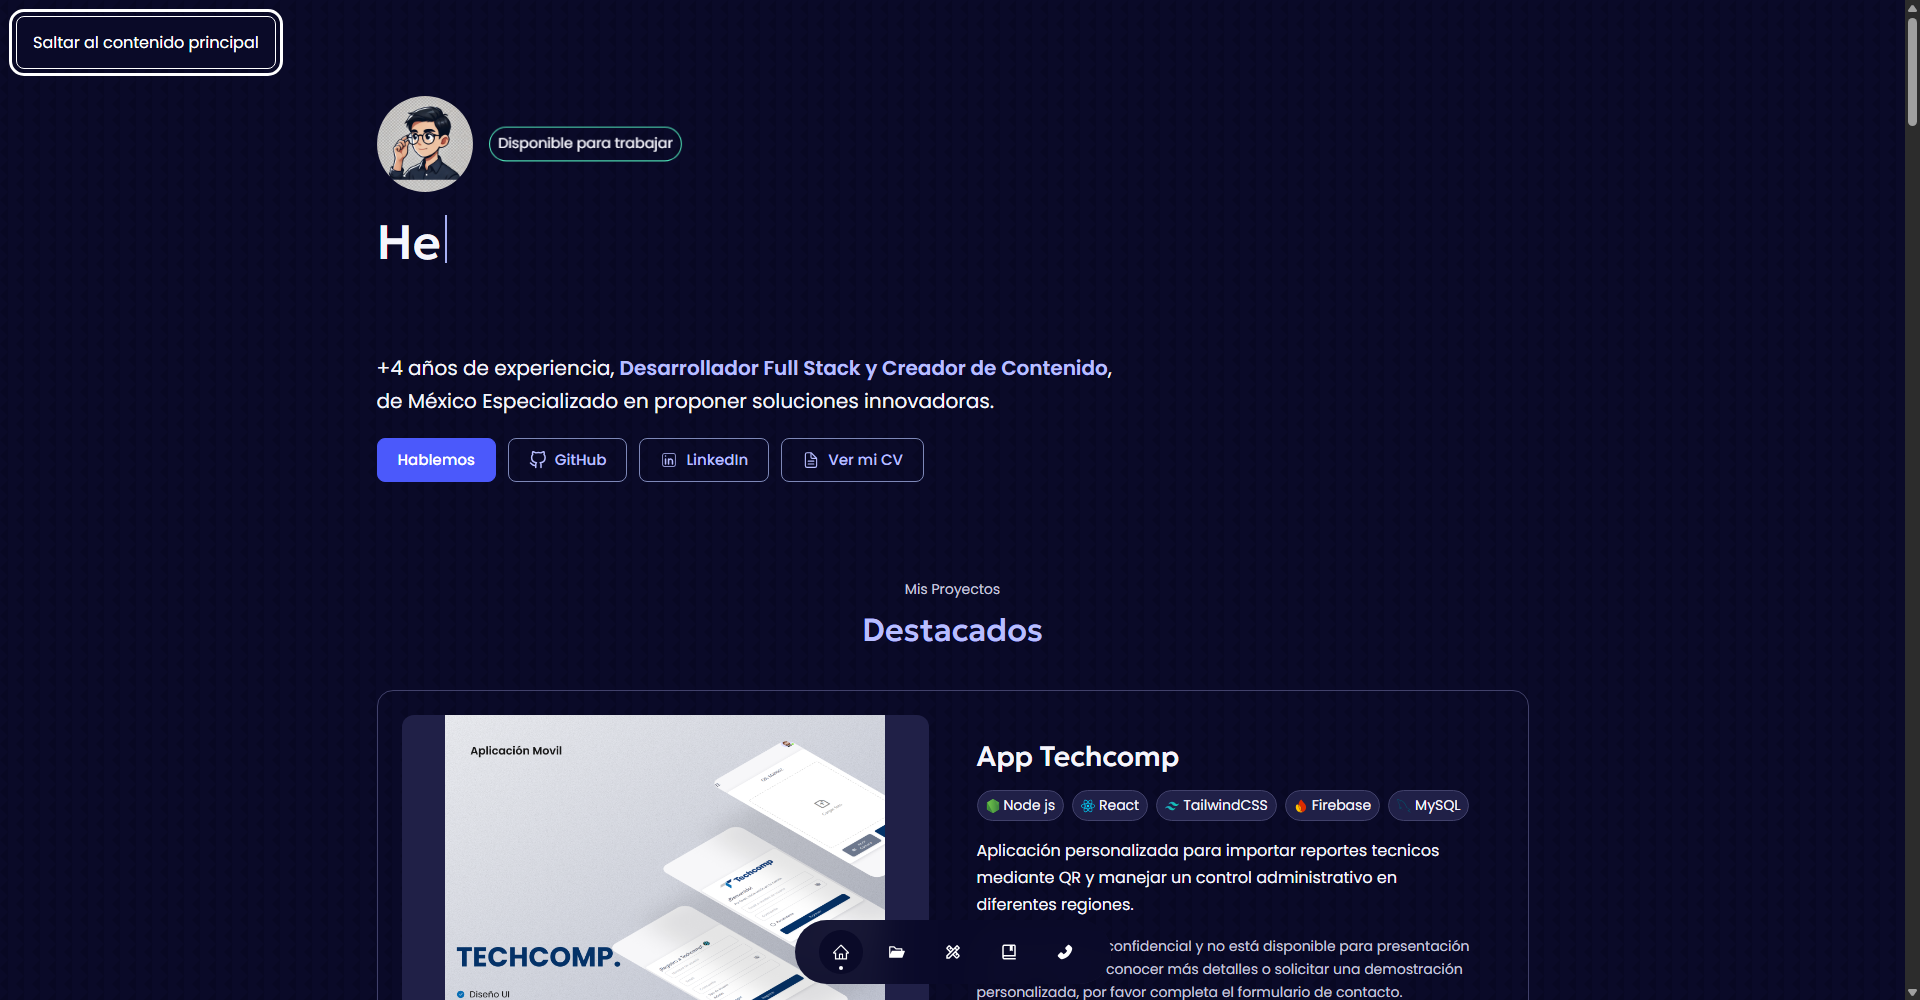 Saltar al contenido principal
Disponible para trabajar
He
+4 años de experiencia, Desarrollador Full Stack y Creador de Contenido,
de México Especializado en proponer soluciones innovadoras.
Hablemos
GitHub
LinkedIn
Ver mi CV
Mis Proyectos
Destacados
Aplicación Movil
Techcomp
TECHCOMP.
Diseño UI
App Techcomp
Node js
React
TailwindCSS
Firebase
MySQL
Aplicación personalizada para importar reportes tecnicos
mediante QR y manejar un control administrativo en
diferentes regiones.
confidencial y no está disponible para presentación
conocer más detalles o solicitar una demostración
personalizada, por favor completa el formulario de contacto.